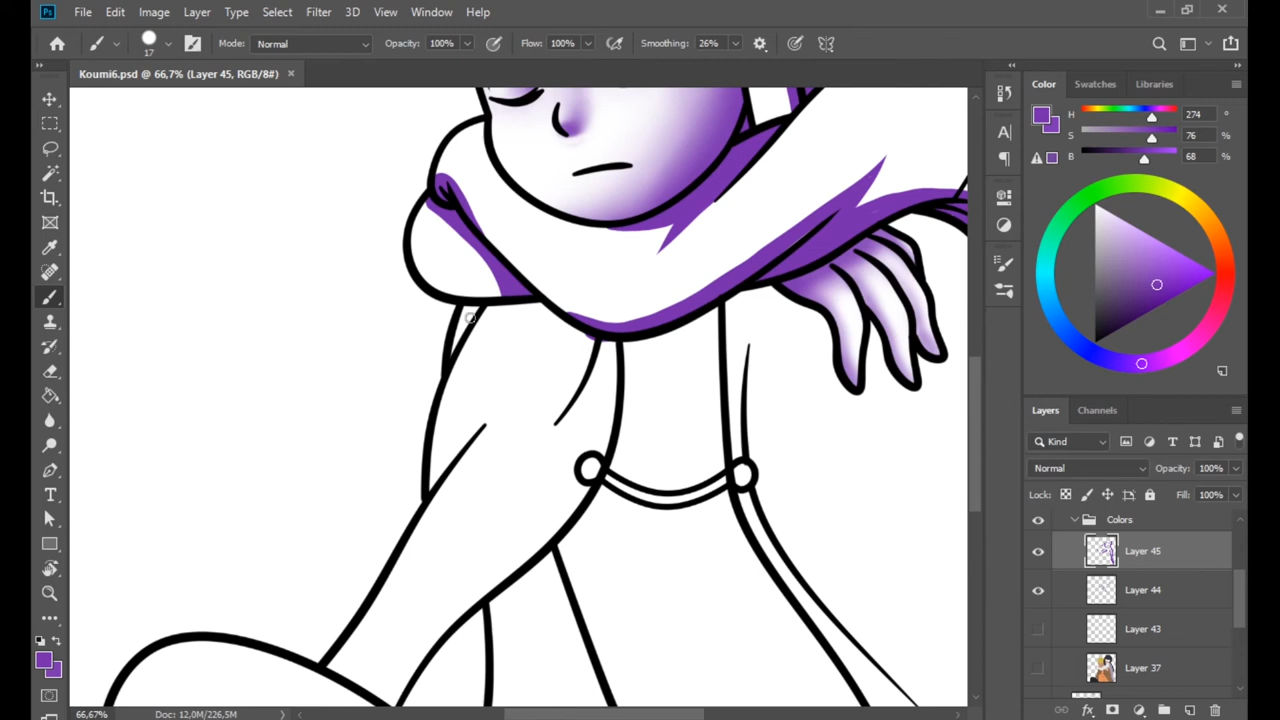 Ps File Edit Image Layer Type Select Filter 3D View Window Help
17 Mode: Normal Opacity: 100% Flow: 100% Smoothing: 26%
Koumi6.psd @ 66,7% (Layer 45, RGB/8#) ×
Color Swatches Libraries
H 274 °
S 76 %
B 68 %
Layers Channels
Kind
Normal Opacity: 100%
Lock: Fill: 100%
Colors
Layer 45
Layer 44
Layer 43
Layer 37
66,67% Doc: 12,0M/226,5M